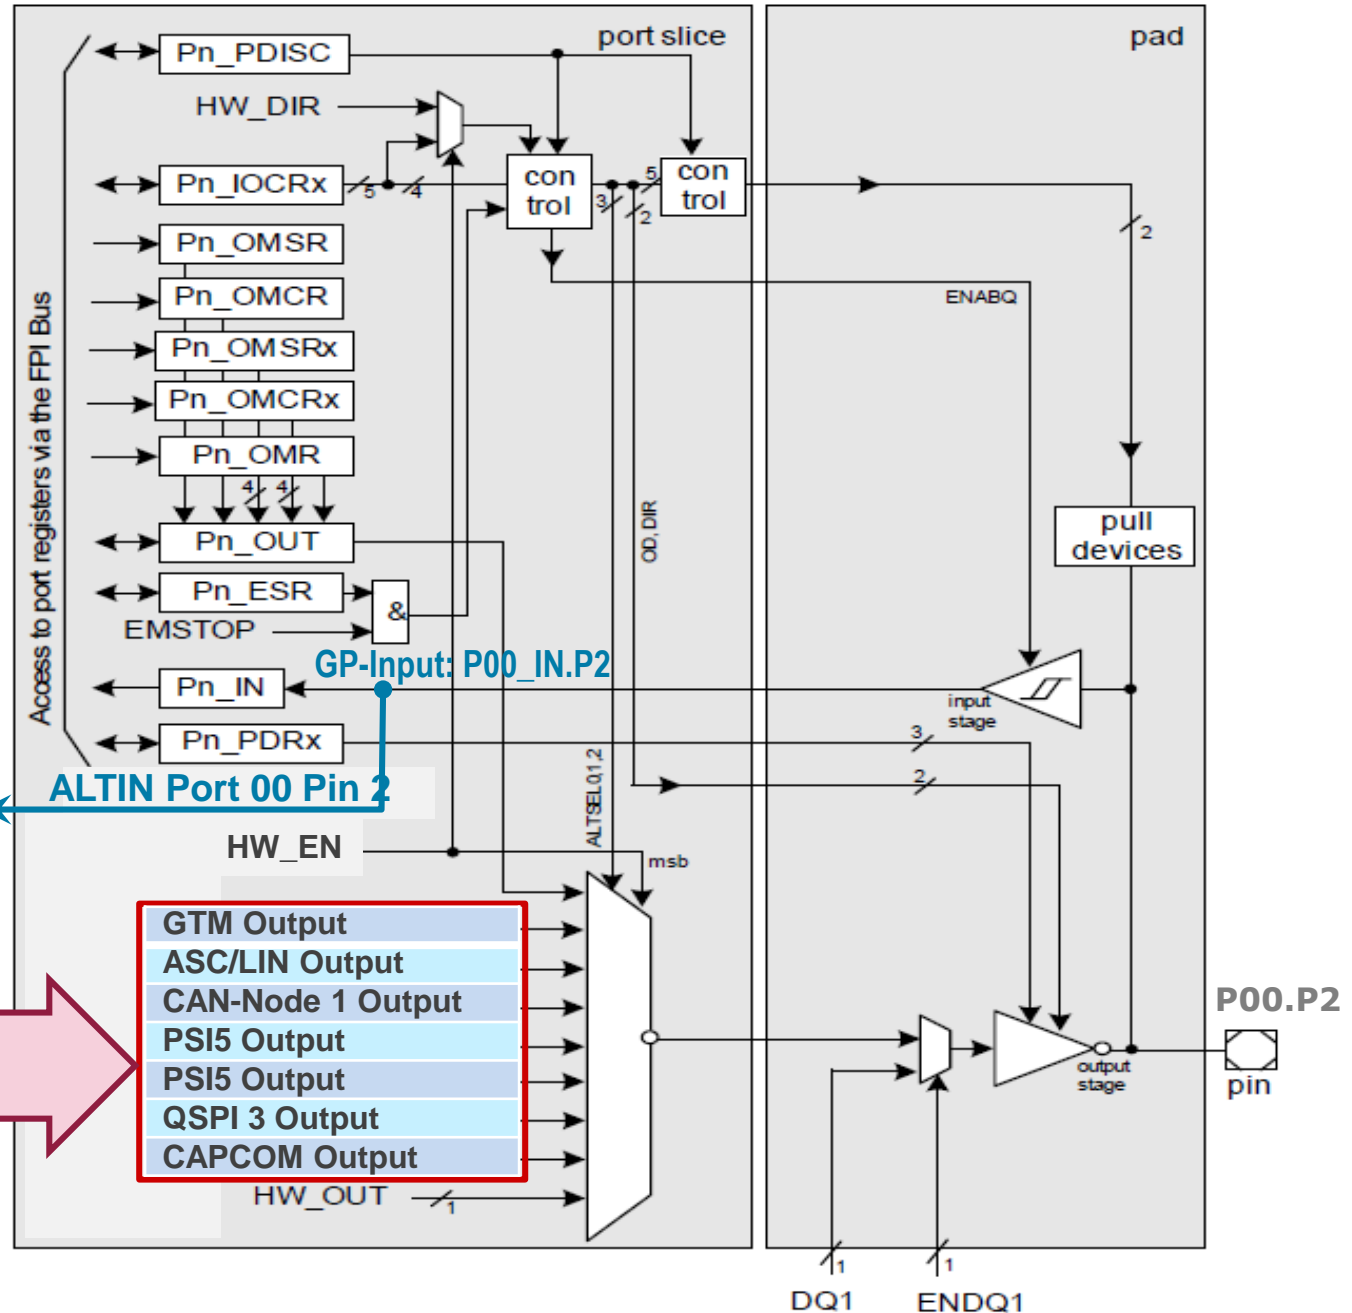 port slice
pad
Access to port registers via the FPI Bus
Pn_PDISC
HW_DIR
Pn_IOCRx
5
4
con
trol
3
2
5
con
trol
2
Pn_OMSR
Pn_OMCR
ENABQ
Pn_OMSRx
Pn_OMCRx
Pn_OMR
4
4
OD, DIR
pull
devices
Pn_OUT
Pn_ESR
&
EMSTOP
GP-Input: P00_IN.P2
Pn_IN
input
stage
Pn_PDRx
3
ALTIN Port 00 Pin 2
2
ALTSEL0,1,2
HW_EN
msb
GTM Output
ASC/LIN Output
CAN-Node 1 Output
PSI5 Output
PSI5 Output
QSPI 3 Output
CAPCOM Output
HW_OUT
1
P00.P2
output
stage
pin
1
1
DQ1
ENDQ1